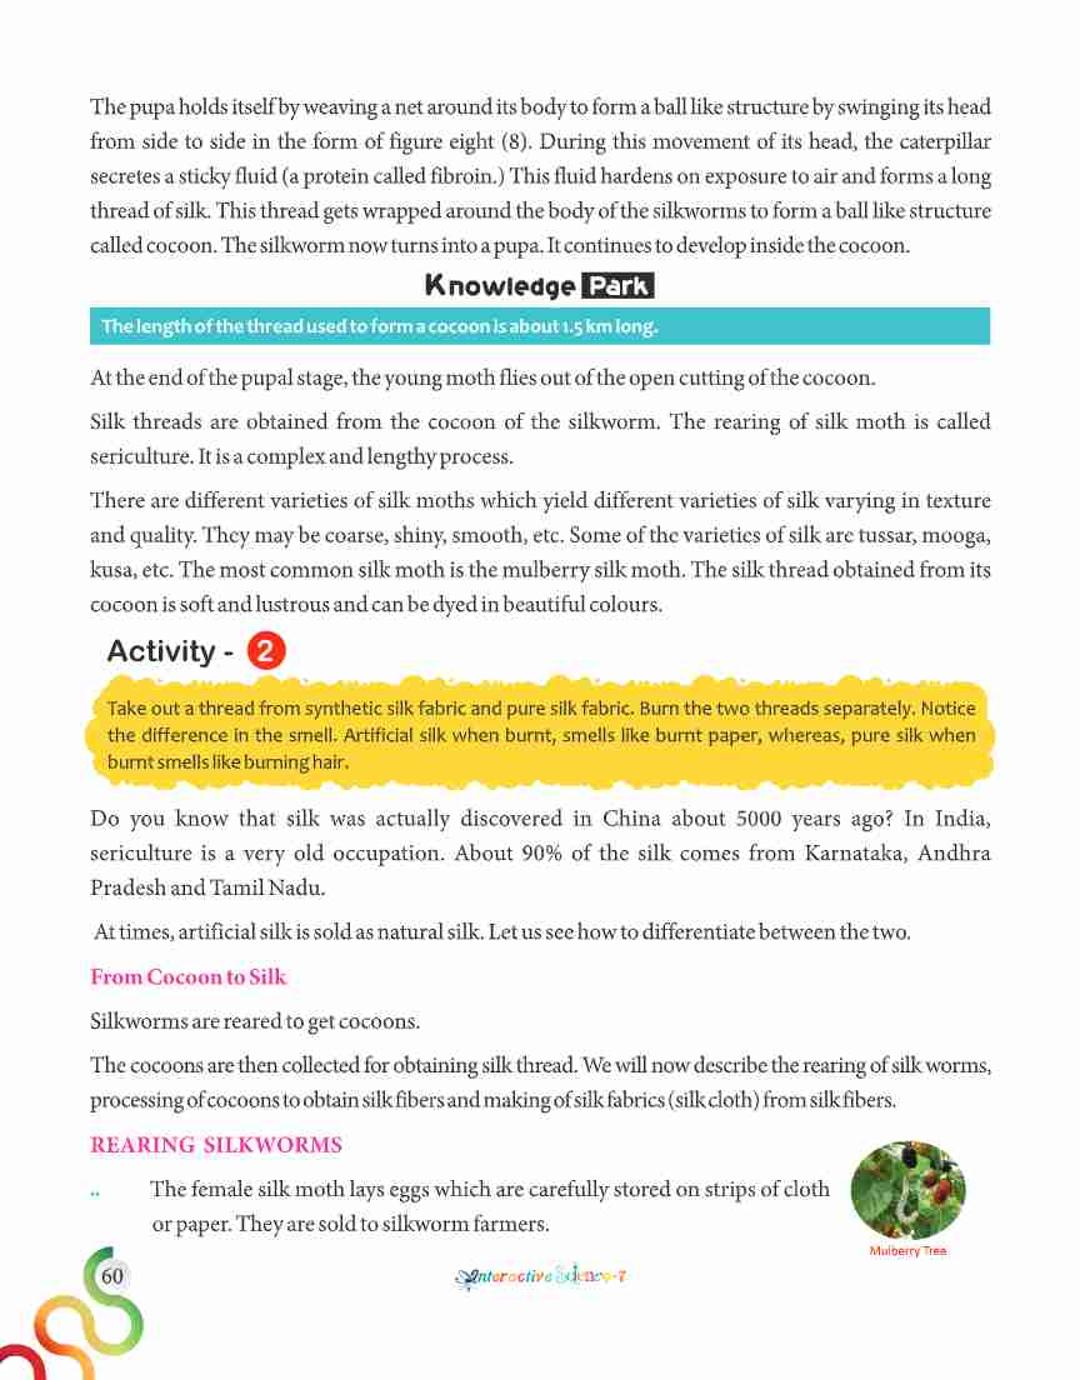 The pupa holds itself by weaving a net around its body to form a ball like structure by swinging its head
from side to side in the form of figure eight (8). During this movement of its head, the caterpillar
secretes a sticky fluid (a protein called fibroin.) This fluid hardens on exposure to air and forms a long
thread of silk. This thread gets wrapped around the body of the silkworms to form a ball like structure
called cocoon. The silkworm now turns into a pupa. It continues to develop inside the cocoon.
Knowledge Park
The length of the thread used to form a cocoon is about 1.5 km long.
At the end of the pupal stage, the young moth flies out of the open cutting of the cocoon.
Silk threads are obtained from the cocoon of the silkworm. The rearing of silk moth is called
sericulture. It is a complex and lengthy process.
There are different varieties of silk moths which yield different varieties of silk varying in texture
and quality. They may be coarse, shiny, smooth, etc. Some of the varieties of silk are tussar, mooga,
kusa, etc. The most common silk moth is the mulberry silk moth. The silk thread obtained from its
cocoon is soft and lustrous and can be dyed in beautiful colours.
Activity - 2
Take out a thread from synthetic silk fabric and pure silk fabric. Burn the two threads separately. Notice
the difference in the smell. Artificial silk when burnt, smells like burnt paper, whereas, pure silk when
burnt smells like burning hair.
Do you know that silk was actually discovered in China about 5000 years ago? In India,
sericulture is a very old occupation. About 90% of the silk comes from Karnataka, Andhra
Pradesh and Tamil Nadu.
At times, artificial silk is sold as natural silk. Let us see how to differentiate between the two.
From Cocoon to Silk
Silkworms are reared to get cocoons.
The cocoons are then collected for obtaining silk thread. We will now describe the rearing of silk worms,
processing of cocoons to obtain silk fibers and making of silk fabrics (silk cloth) from silk fibers.
REARING SILKWORMS
.. The female silk moth lays eggs which are carefully stored on strips of cloth
or paper. They are sold to silkworm farmers.
Mulberry Tree
60
Interactive Science-7